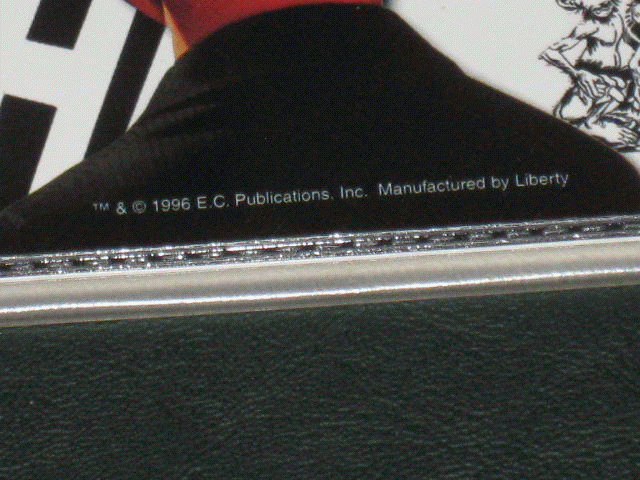 ™ & © 1996 E.C. Publications, Inc. Manufactured by Liberty